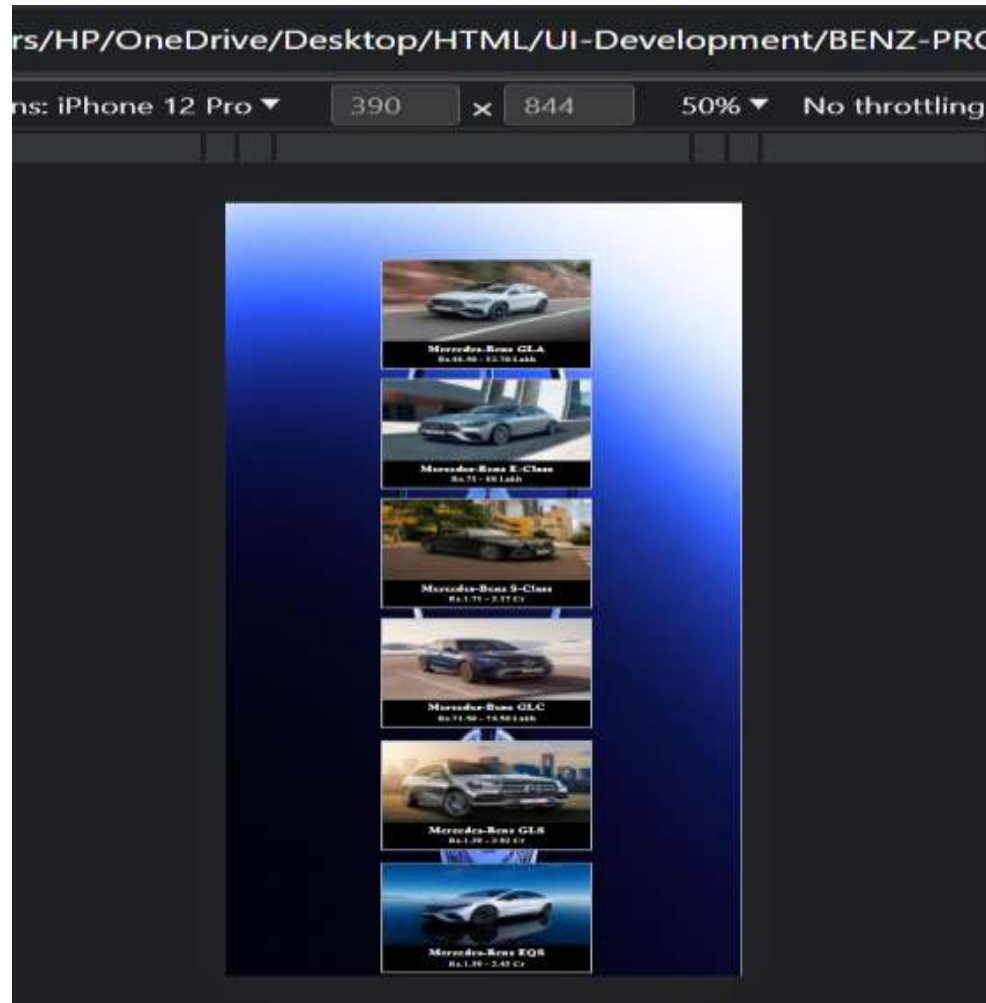 rs/HP/OneDrive/Desktop/HTML/UI-Development/BENZ-PRO
ns: iPhone 12 Pro ▼ 390 × 844 50% ▼ No throttling
Mercedes-Benz GLA
Mercedes-Benz E-Class
Mercedes-Benz S-Class
Mercedes-Benz GLC
Mercedes-Benz GLS
Mercedes-Benz EQS